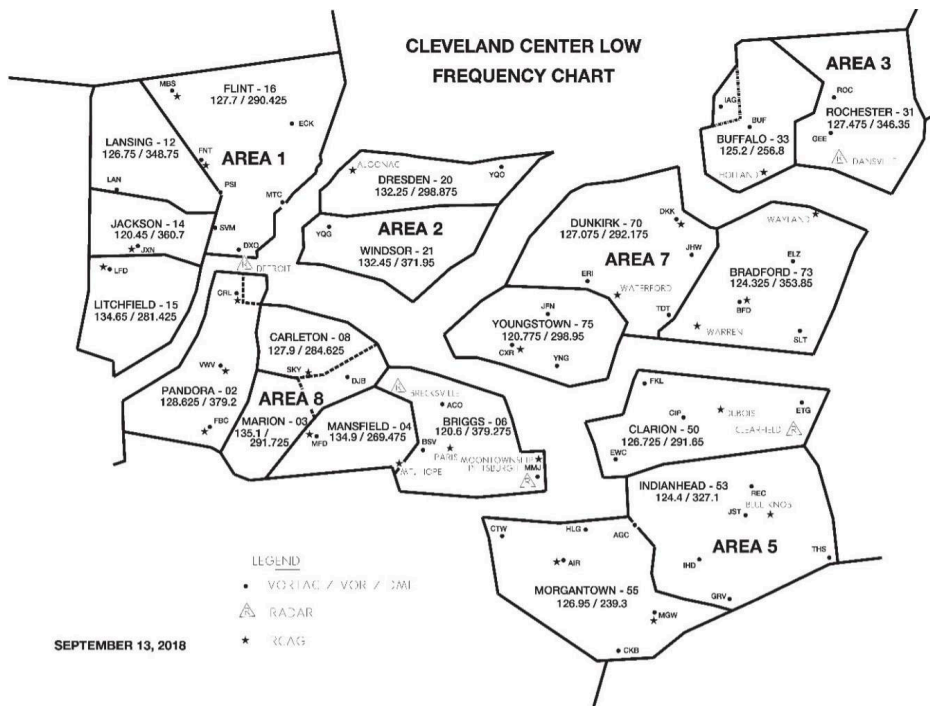 CLEVELAND CENTER LOW
FREQUENCY CHART
MBS
FLINT - 16
127.7 / 290.425
ECK
LANSING - 12
126.75 / 348.75
FNT
AREA 1
LAN
PSI
MTC
JACKSON - 14
120.45 / 360.7
JXN
SVM
DXO
DETROIT
LFD
LITCHFIELD - 15
134.65 / 281.425
ALGONAC
DRESDEN - 20
132.25 / 298.875
YQO
YQG
AREA 2
WINDSOR - 21
132.45 / 371.95
AREA 3
IAG
BUF
BUFFALO - 33
125.2 / 256.8
HOLLAND
ROC
ROCHESTER - 31
127.475 / 346.35
GEE
DANSVILLE
DUNKIRK - 70
127.075 / 292.175
DKK
JHW
AREA 7
ERI
WATERFORD
TDT
WAYLAND
ELZ
BRADFORD - 73
124.325 / 353.85
BFD
WARREN
SLT
JFN
YOUNGSTOWN - 75
120.775 / 298.95
CXR
YNG
CRL
CARLETON - 08
127.9 / 284.625
VWV
SKY
DJB
PANDORA - 02
128.625 / 379.2
FBC
AREA 8
MARION - 03
135.1 /
291.725
MANSFIELD - 04
134.9 / 269.475
MFD
BRECKSVILLE
ACO
BRIGGS - 06
120.6 / 379.275
BSV
PARIS
MOONTOWNSHIP
PITTSBURGH
MT. HOPE
MMJ
FKL
CIP
DUBOIS
ETG
CLARION - 50
126.725 / 291.65
CLEARFIELD
EWC
INDIANHEAD - 53
124.4 / 327.1
REC
JST
BLUE KNOB
AREA 5
IHD
THS
GRV
CTW
HLG
AGC
AIR
MORGANTOWN - 55
126.95 / 239.3
MGW
CKB
LEGEND
VORTAC / VOR / DME
R RADAR
RCAG
SEPTEMBER 13, 2018